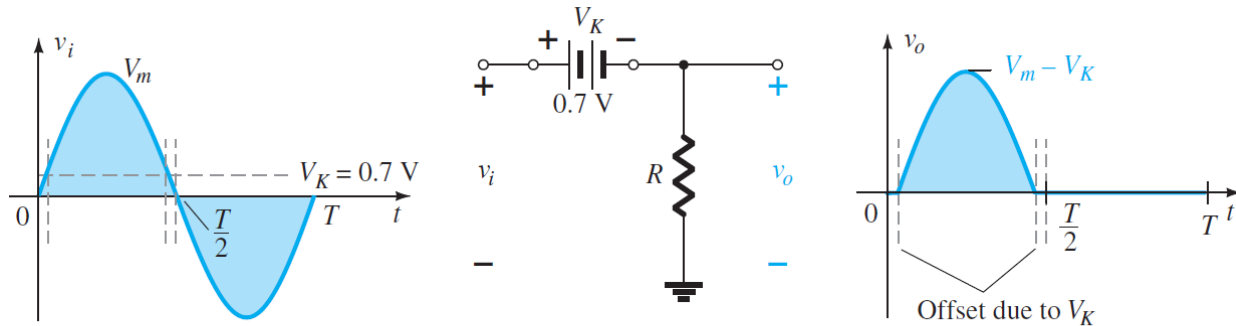 v_i
V_m
V_K = 0.7 V
0
T/2
T
t
V_K
+
−
0.7 V
+
+
v_i
R
v_o
−
−
v_o
V_m − V_K
0
T/2
T
t
Offset due to V_K